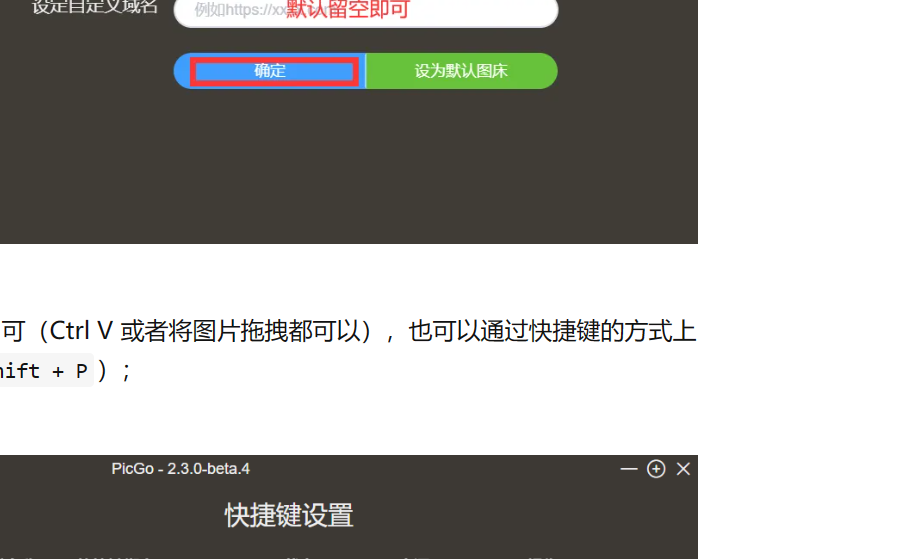 设定自定义域名
例如https://xx
默认留空即可
确定
设为默认图床
可（Ctrl V 或者将图片拖拽都可以），也可以通过快捷键的方式上
ift + P）；
PicGo - 2.3.0-beta.4
快捷键设置